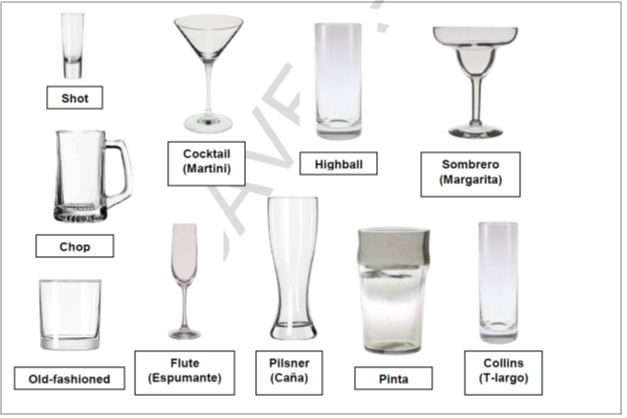 Shot
Cocktail
(Martini)
Highball
Sombrero
(Margarita)
Chop
Old-fashioned
Flute
(Espumante)
Pilsner
(Caña)
Pinta
Collins
(T-largo)